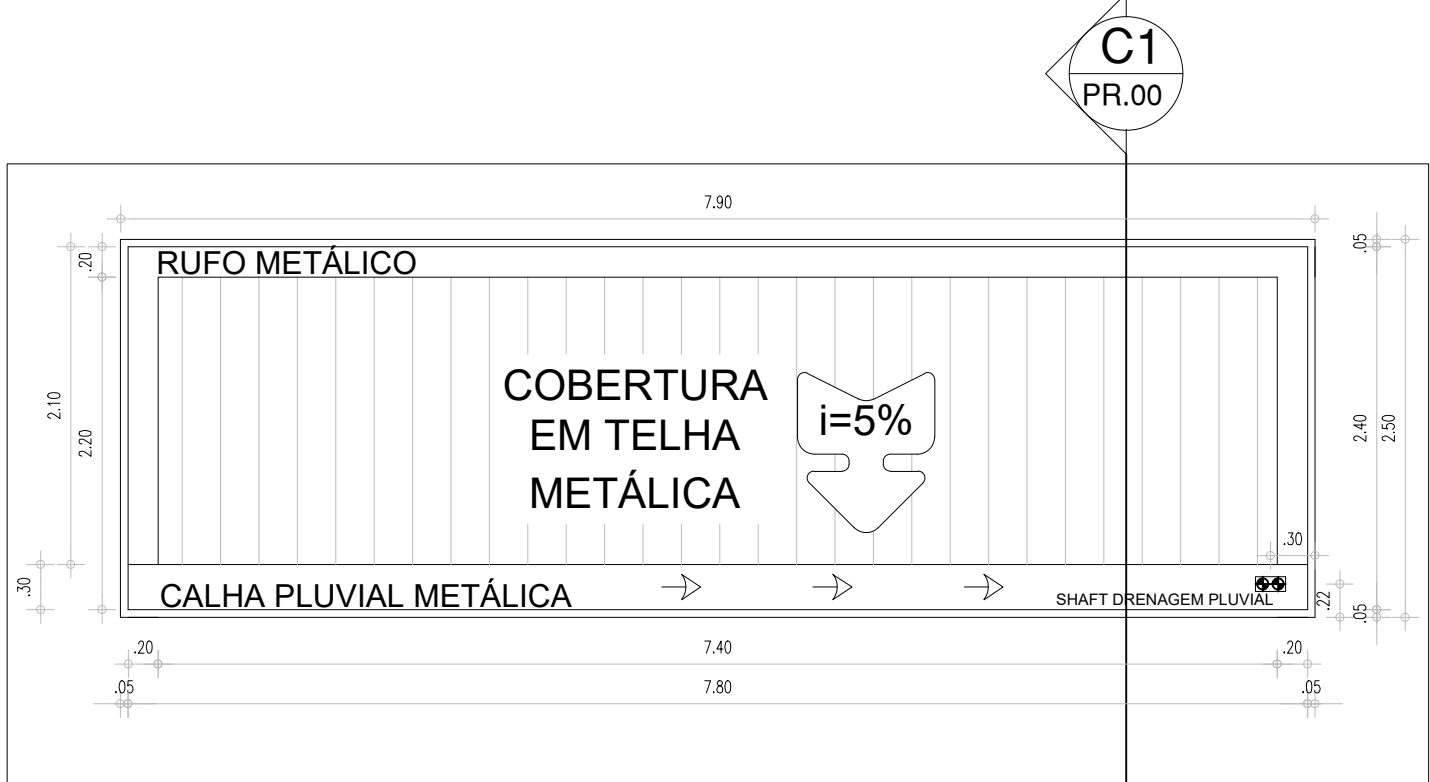 C1
PR.00
7.90
.20
RUFO METÁLICO
.05
COBERTURA
EM TELHA
METÁLICA
i=5%
2.10
2.20
2.40
2.50
.30
.30
CALHA PLUVIAL METÁLICA
SHAFT DRENAGEM PLUVIAL
.22
.05
.20
7.40
.20
.05
7.80
.05